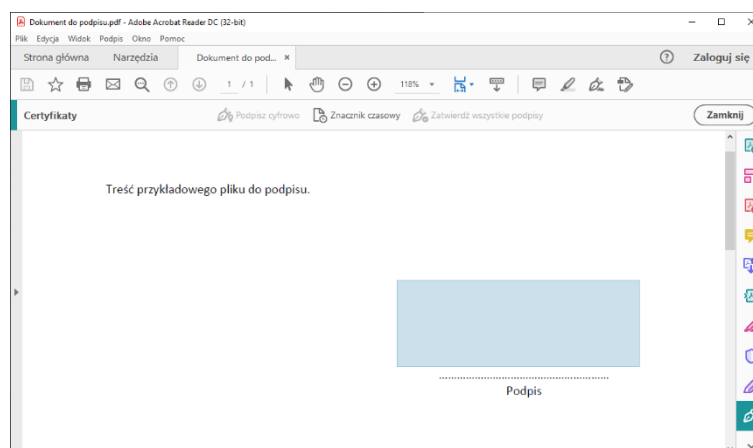 Dokument do podpisu.pdf - Adobe Acrobat Reader DC (32-bit)
Plik Edycja Widok Podpis Okno Pomoc
Strona główna Narzędzia Dokument do pod... × ? Zaloguj się
1 / 1 118%
Certyfikaty Podpisz cyfrowo Znacznik czasowy Zatwierdź wszystkie podpisy Zamknij
Treść przykładowego pliku do podpisu.
Podpis